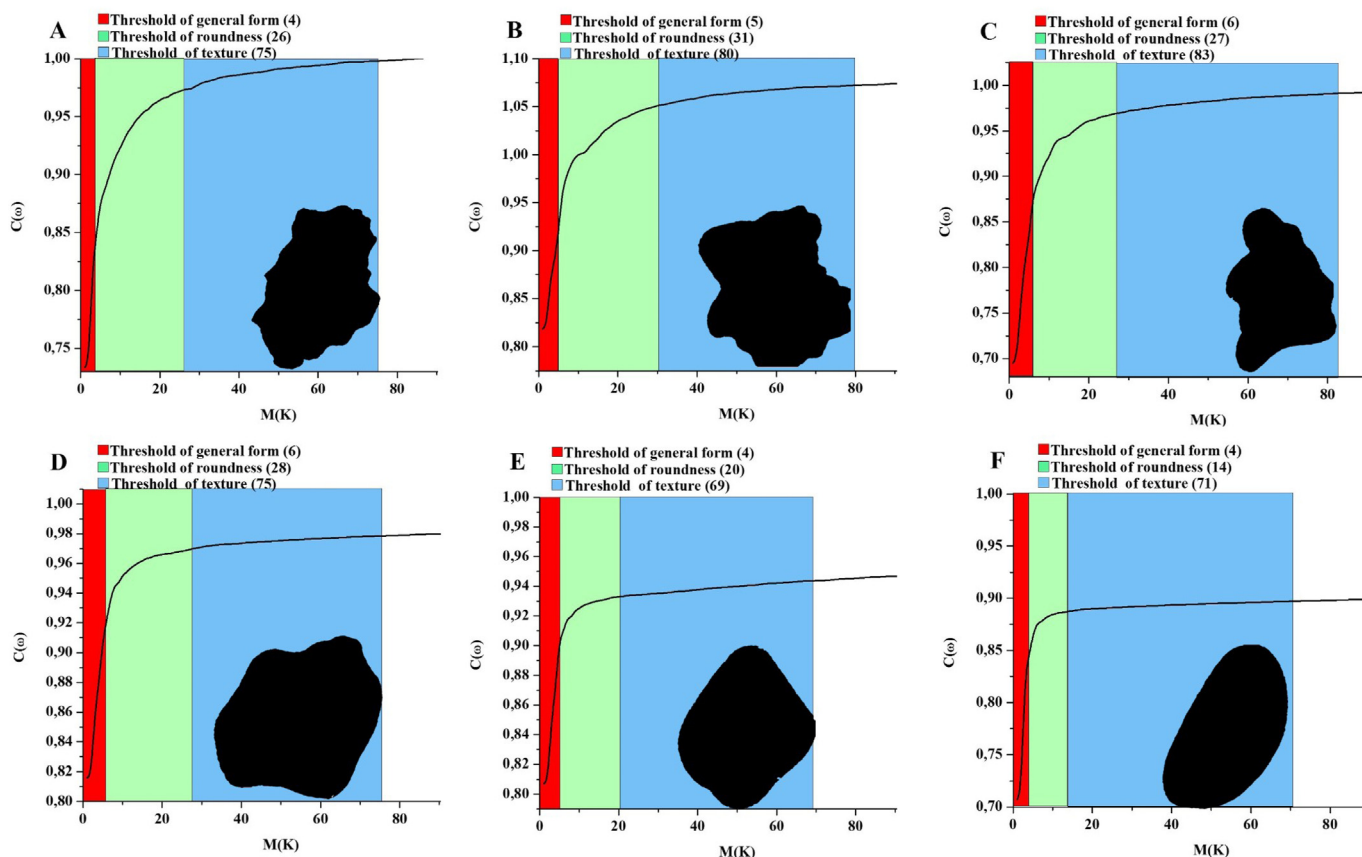 A
Threshold of general form (4)
Threshold of roundness (26)
Threshold of texture (75)
1,00
0,95
0,90
0,85
0,80
0,75
C(ω)
0
20
40
60
80
M(K)
B
Threshold of general form (5)
Threshold of roundness (31)
Threshold of texture (80)
1,10
1,05
1,00
0,95
0,90
0,85
0,80
C(ω)
0
20
40
60
80
M(K)
C
Threshold of general form (6)
Threshold of roundness (27)
Threshold of texture (83)
1,00
0,95
0,90
0,85
0,80
0,75
0,70
C(ω)
0
20
40
60
80
M(K)
D
Threshold of general form (6)
Threshold of roundness (28)
Threshold of texture (75)
1,00
0,98
0,96
0,94
0,92
0,90
0,88
0,86
0,84
0,82
0,80
C(ω)
0
20
40
60
80
M(K)
E
Threshold of general form (4)
Threshold of roundness (20)
Threshold of texture (69)
1,00
0,98
0,96
0,94
0,92
0,90
0,88
0,86
0,84
0,82
0,80
C(ω)
0
20
40
60
80
M(K)
F
Threshold of general form (4)
Threshold of roundness (14)
Threshold of texture (71)
1,00
0,95
0,90
0,85
0,80
0,75
0,70
C(ω)
0
20
40
60
80
M(K)